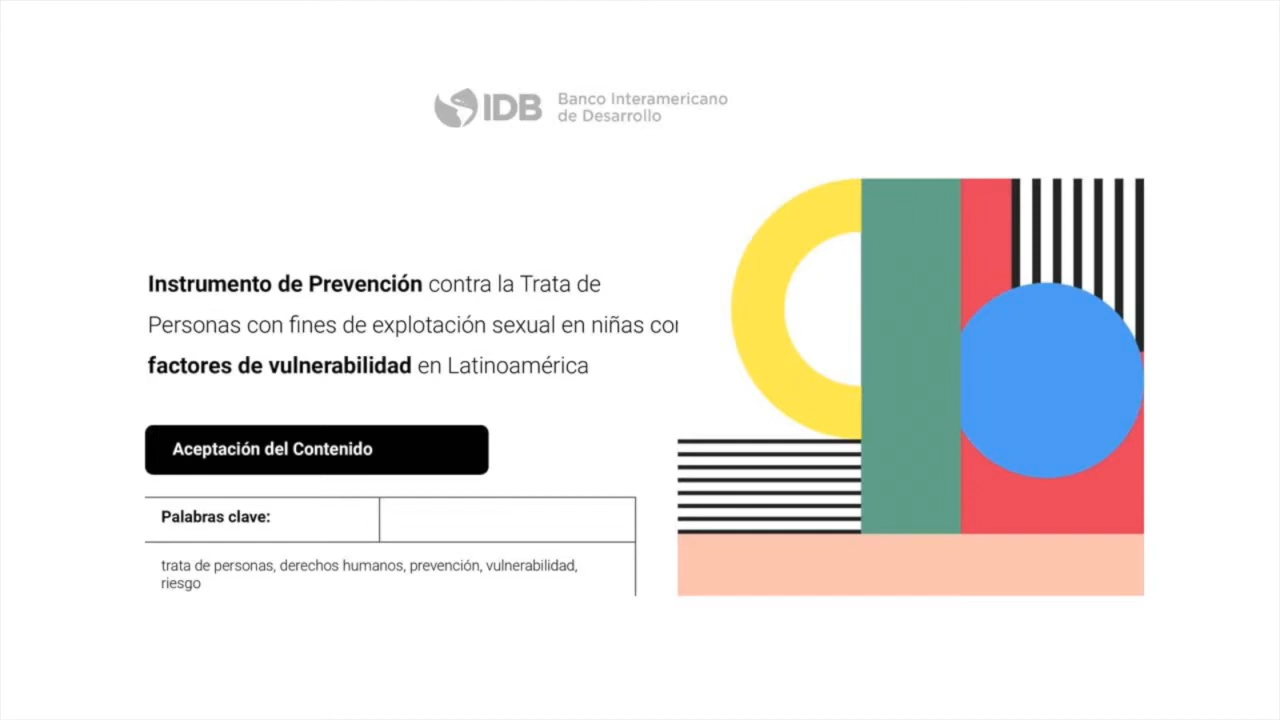 IDB
Banco Interamericano
de Desarrollo
Instrumento de Prevención contra la Trata de
Personas con fines de explotación sexual en niñas co
factores de vulnerabilidad en Latinoamérica
Aceptación del Contenido
Palabras clave:
trata de personas, derechos humanos, prevención, vulnerabilidad,
riesgo